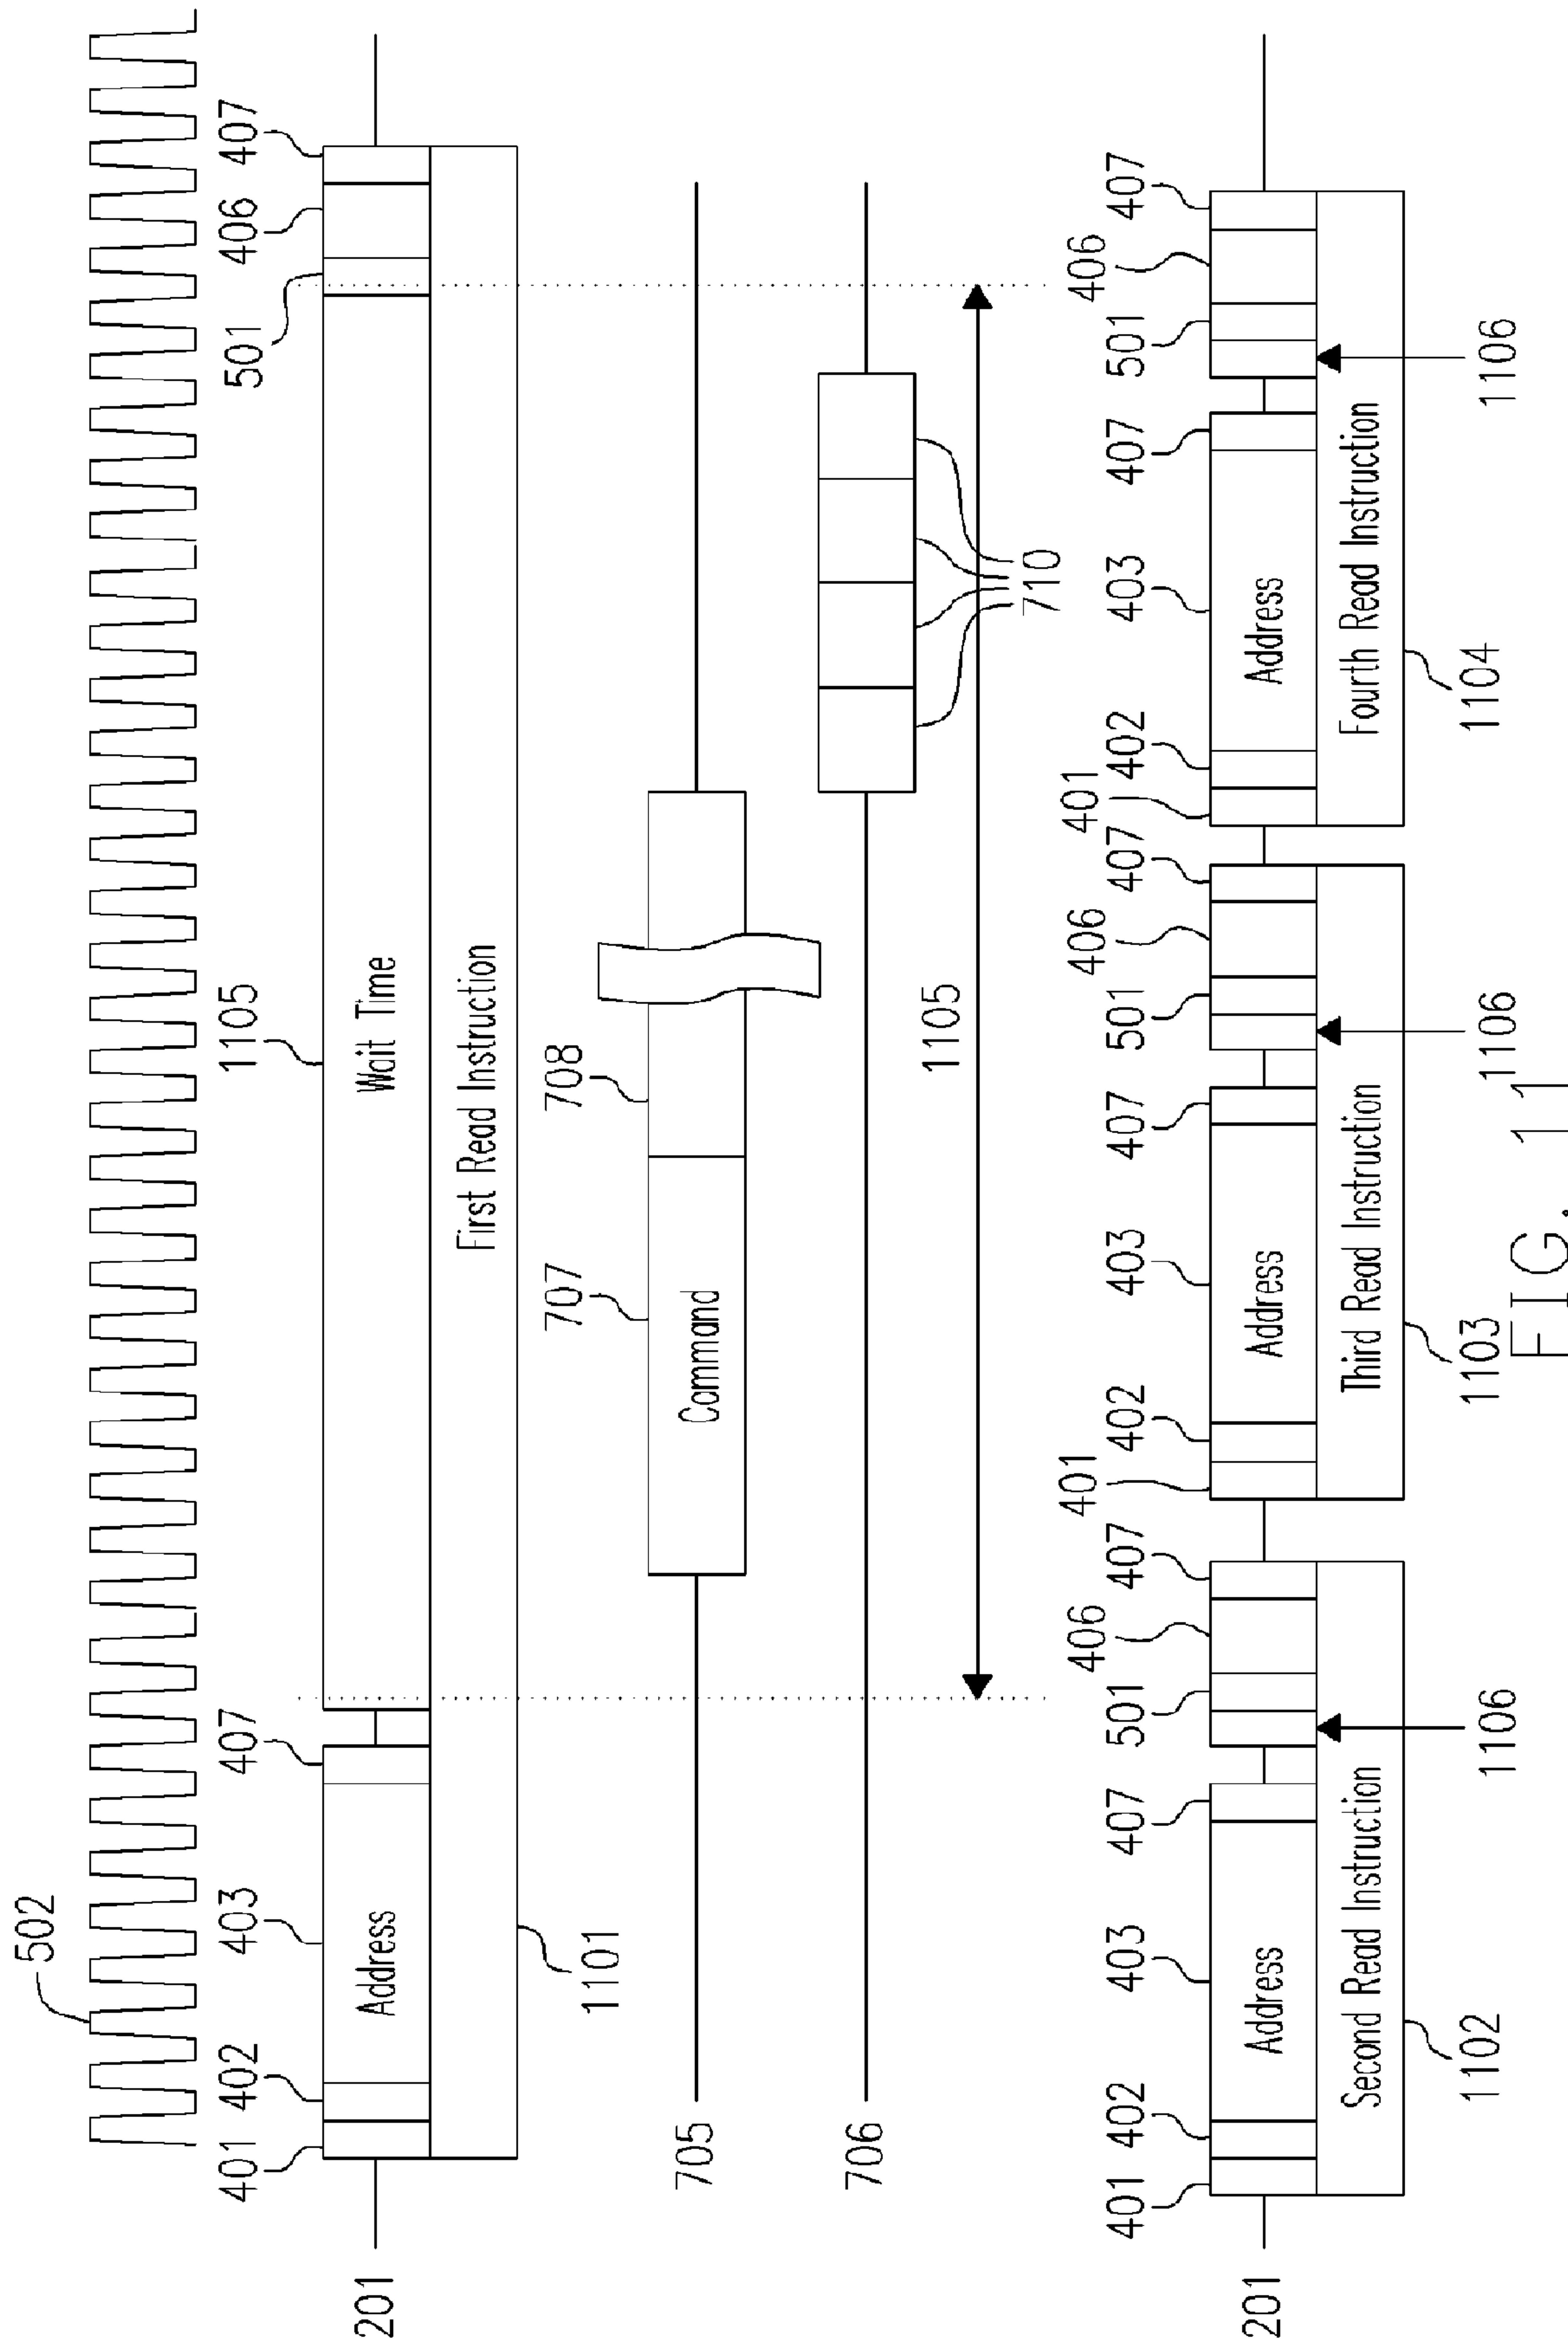 502
401 402 403 407 1105 501 406 407
201 Address Wait Time
First Read Instruction
1101
707 708
705 Command
706
710
1105
401 402 403 407 501 406 407 401 402 403 407 501 406 407 401 402 403 407 501 406 407
201 Address Address Address
Second Read Instruction Third Read Instruction Fourth Read Instruction
1102 1106 1103 1106 1104 1106
FIG. 11